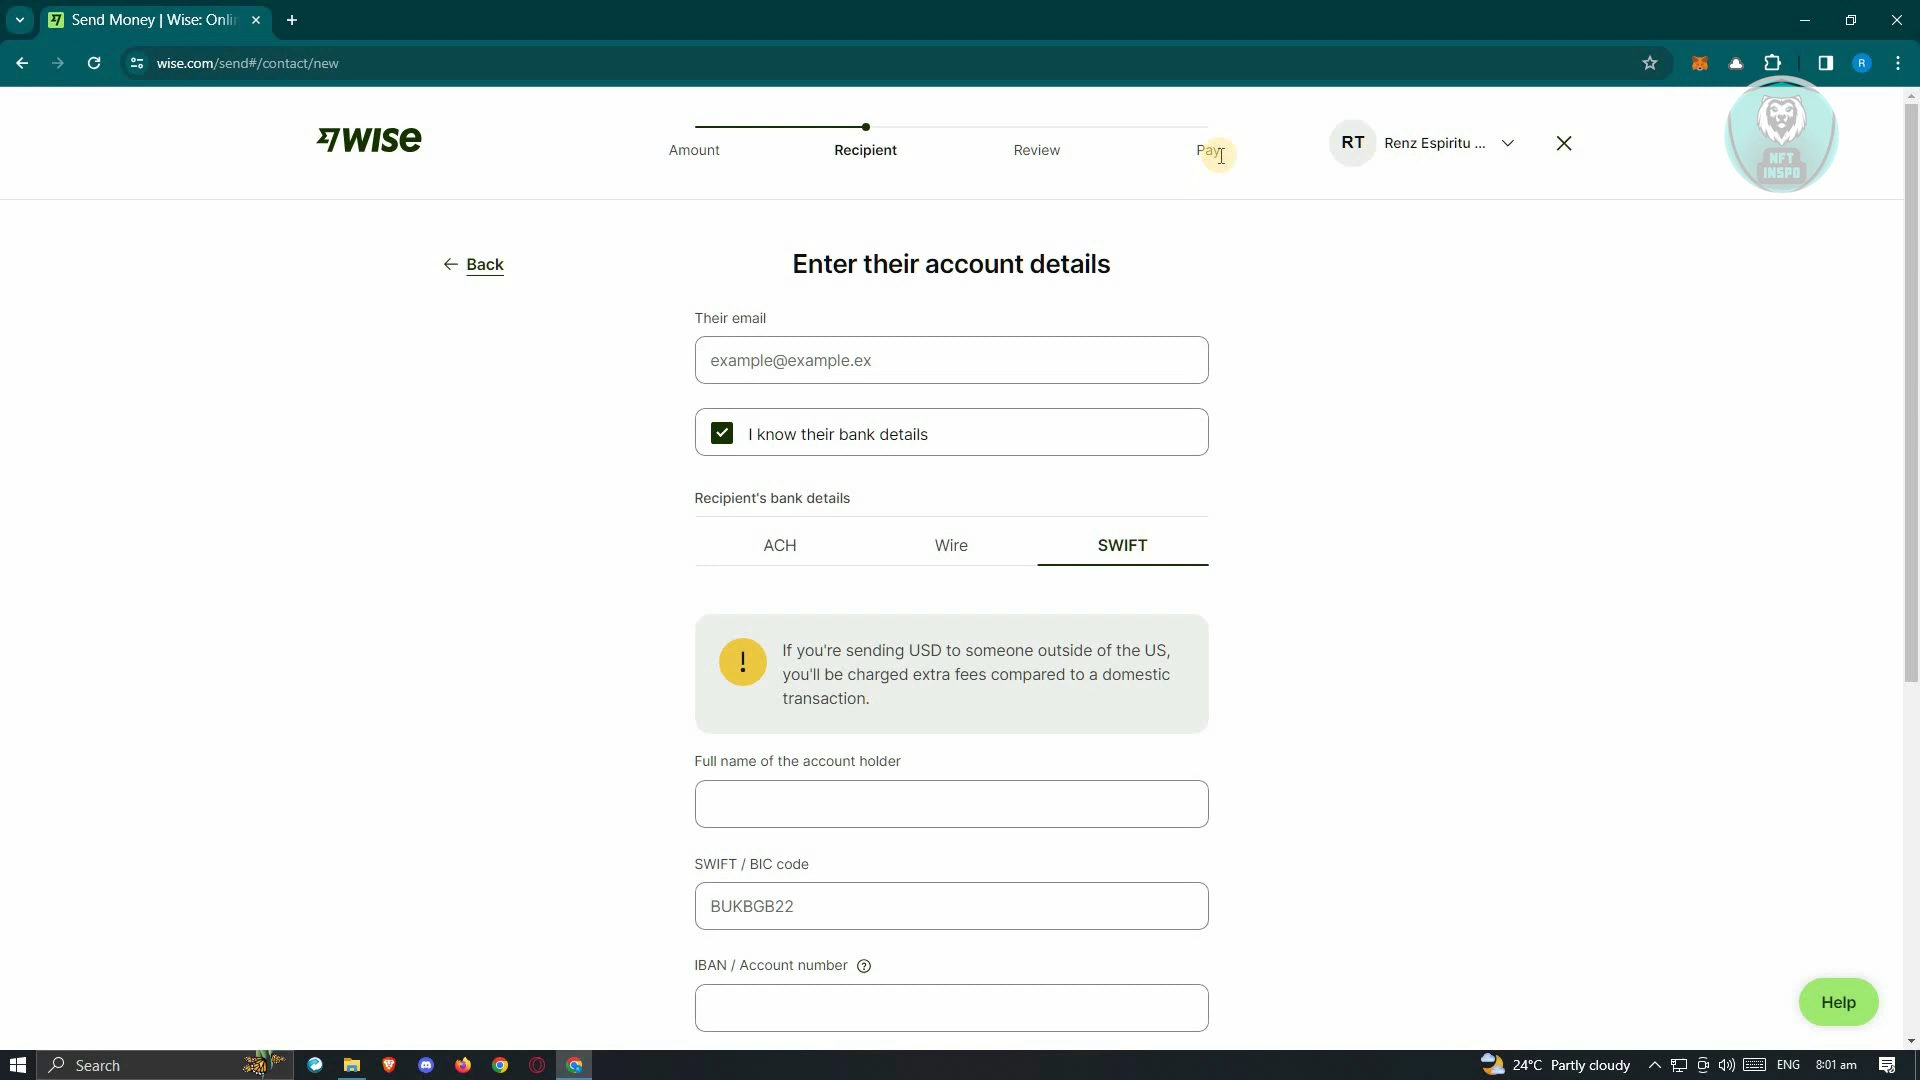 Send Money | Wise: Onli
wise.com/send#/contact/new
R
WISE
Amount
Recipient
Review
Pay
RT
Renz Espiritu ...
NFT
INSPO
Back
Enter their account details
Their email
example@example.ex
I know their bank details
Recipient's bank details
ACH
Wire
SWIFT
!
If you're sending USD to someone outside of the US,
you'll be charged extra fees compared to a domestic
transaction.
Full name of the account holder
SWIFT / BIC code
BUKBGB22
IBAN / Account number
Help
Search
24°C Partly cloudy
ENG
8:01 am